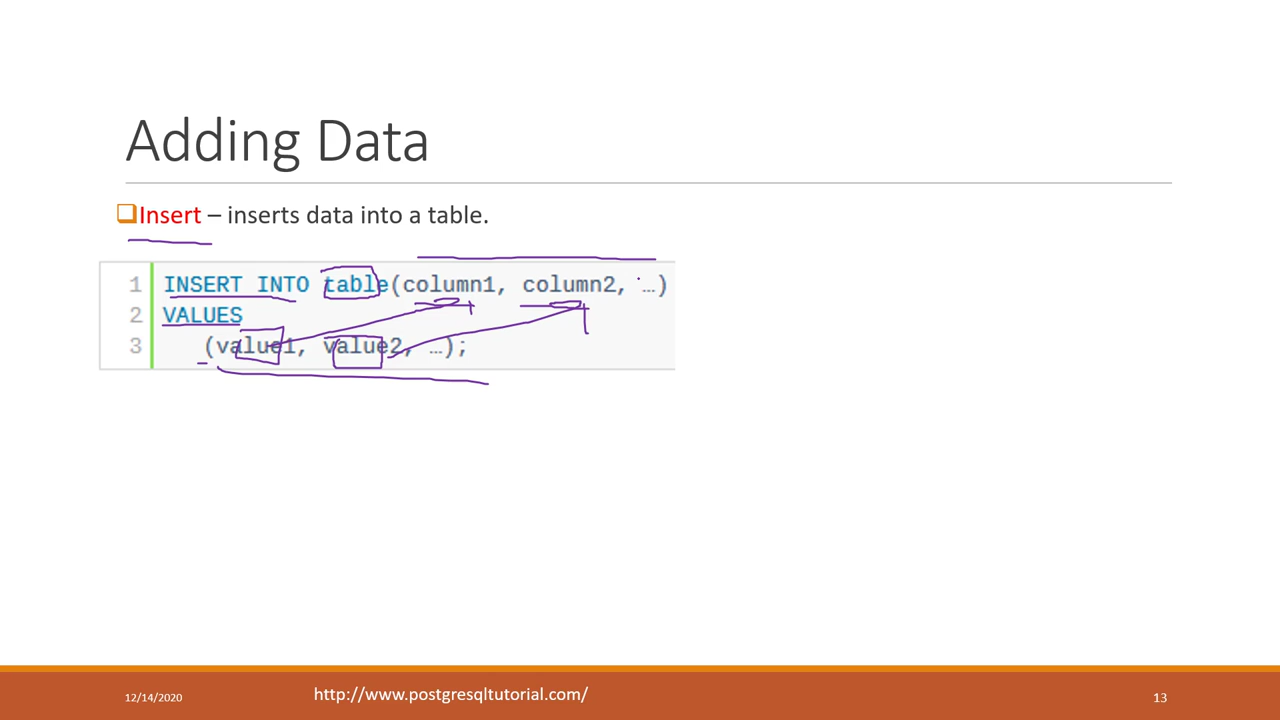 Adding Data
Insert – inserts data into a table.
1 INSERT INTO table(column1, column2, …)
2 VALUES
3 (value1, value2, …);
12/14/2020 http://www.postgresqltutorial.com/ 13